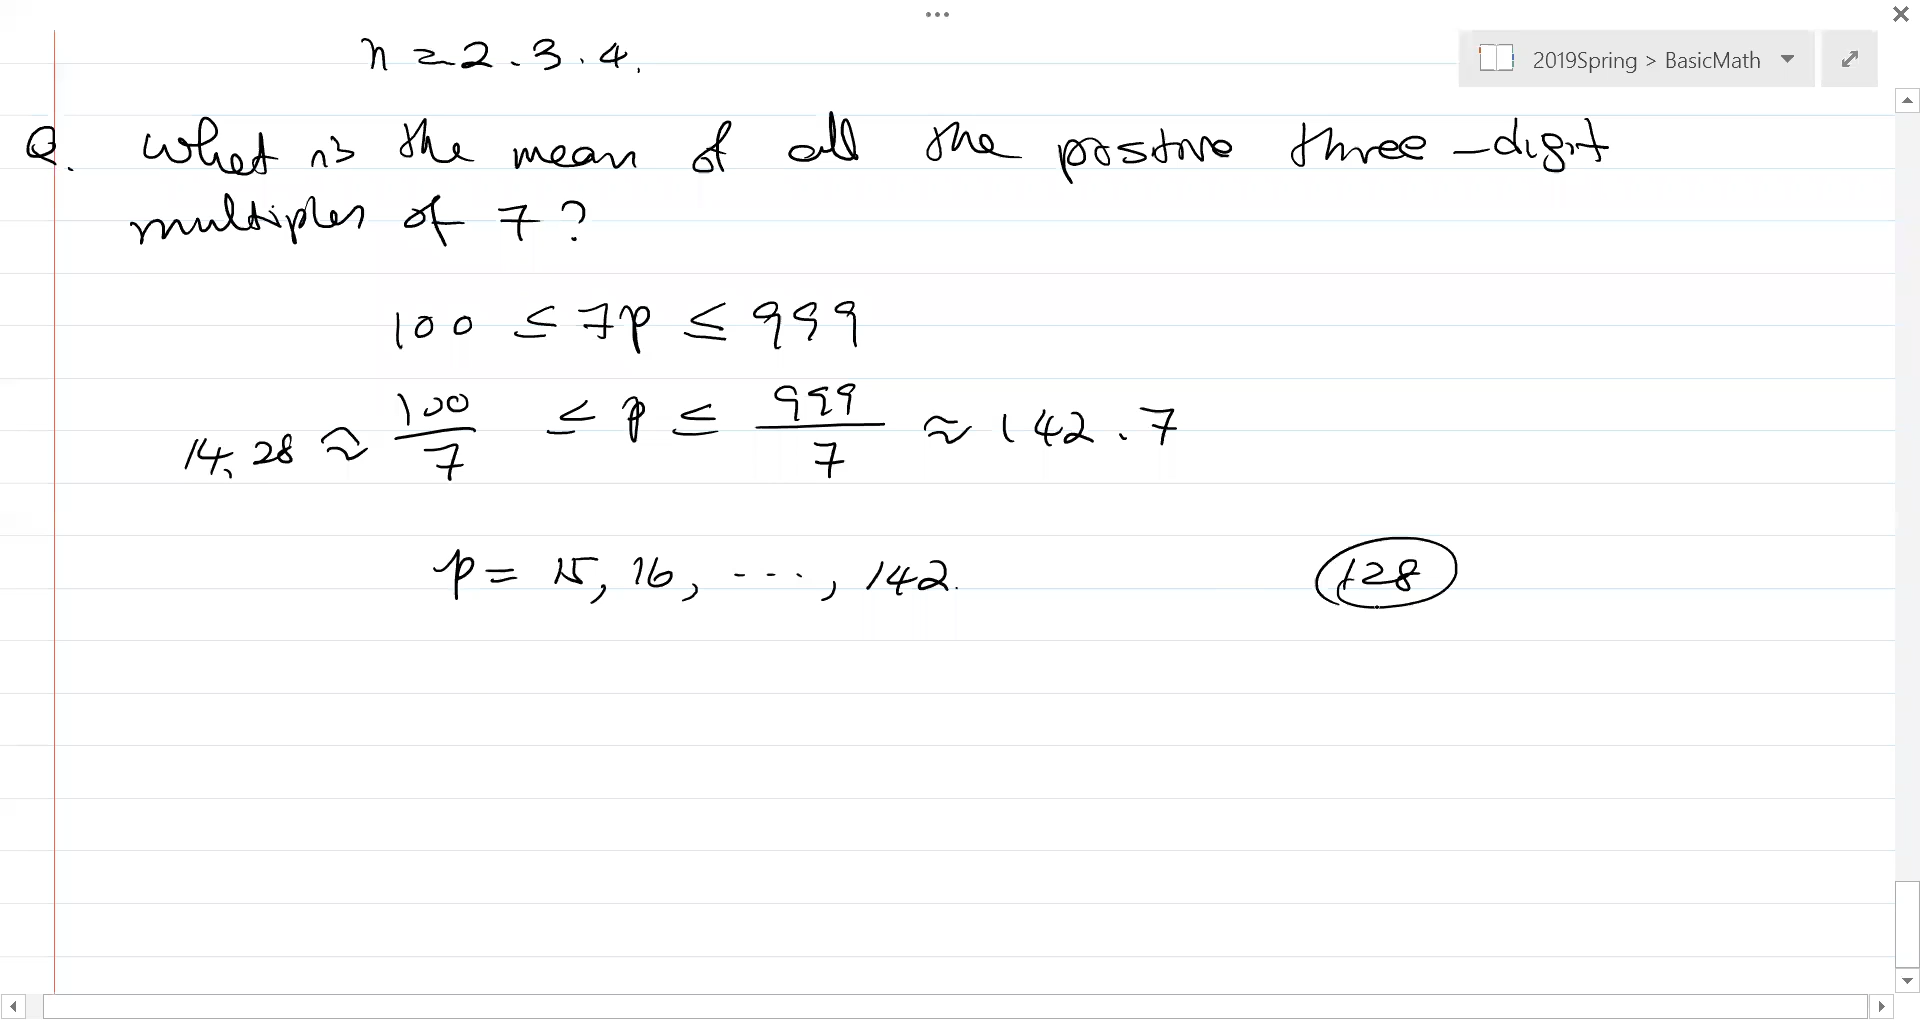 n = 2. 3. 4.
2019Spring > BasicMath
Q. What is the mean of all the positive three-digit
multiples of 7?
100 ≤ 7p ≤ 999
14.28 ≈ 100/7 ≤ p ≤ 999/7 ≈ 142.7
p = 15, 16, ..., 142. 128